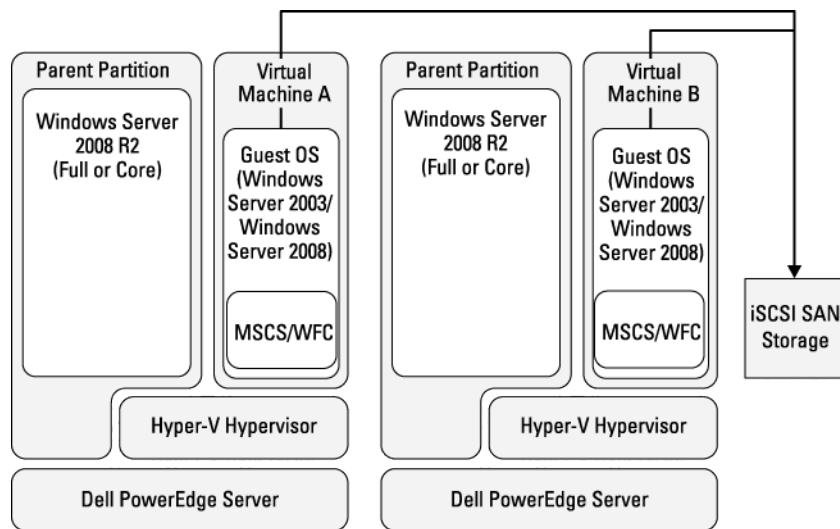 Parent Partition
Windows Server
2008 R2
(Full or Core)
Virtual
Machine A
Guest OS
(Windows
Server 2003/
Windows
Server 2008)
MSCS/WFC
Hyper-V Hypervisor
Dell PowerEdge Server
Parent Partition
Windows Server
2008 R2
(Full or Core)
Virtual
Machine B
Guest OS
(Windows
Server 2003/
Windows
Server 2008)
MSCS/WFC
Hyper-V Hypervisor
Dell PowerEdge Server
iSCSI SAN
Storage